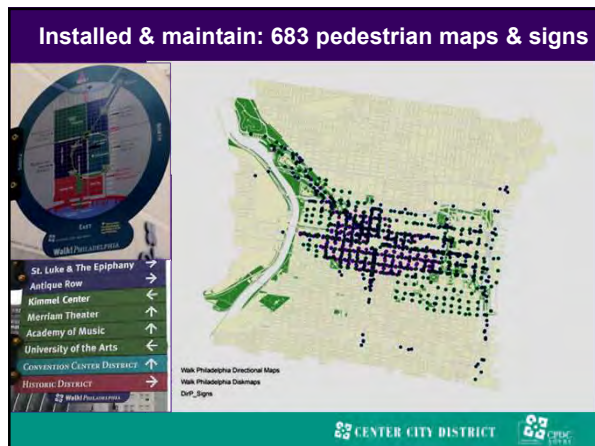 Installed & maintain: 683 pedestrian maps & signs
EAST
Walk! PHILADELPHIA
St. Luke & The Epiphany
Antique Row
Kimmel Center
Merriam Theater
Academy of Music
University of the Arts
CONVENTION CENTER DISTRICT
HISTORIC DISTRICT
Walk! PHILADELPHIA
Walk Philadelphia Directional Maps
Walk Philadelphia Diskmaps
DirP_Signs
CENTER CITY DISTRICT
CPDC